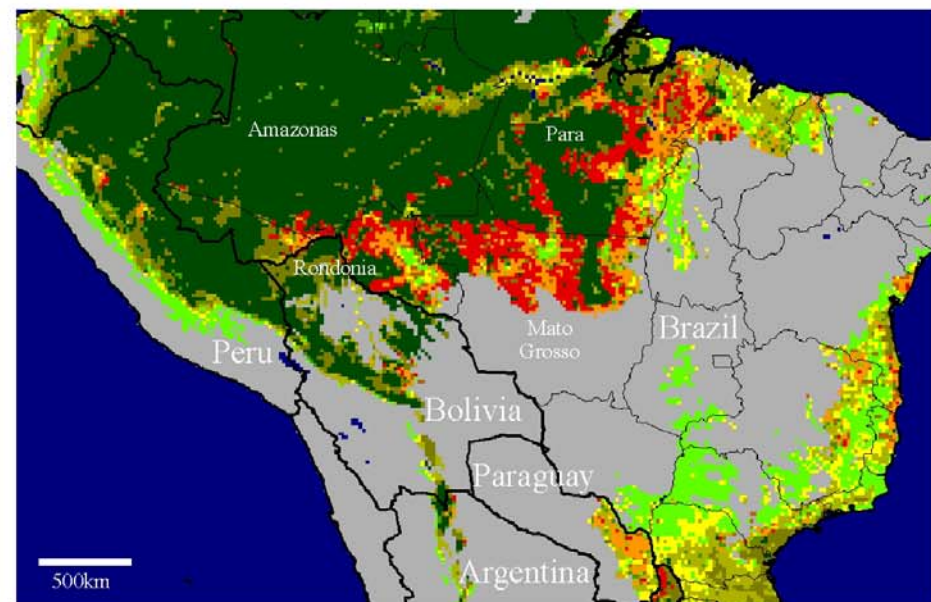 Amazonas
Para
Rondonia
Mato
Grosso
Brazil
Peru
Bolivia
Paraguay
Argentina
500km